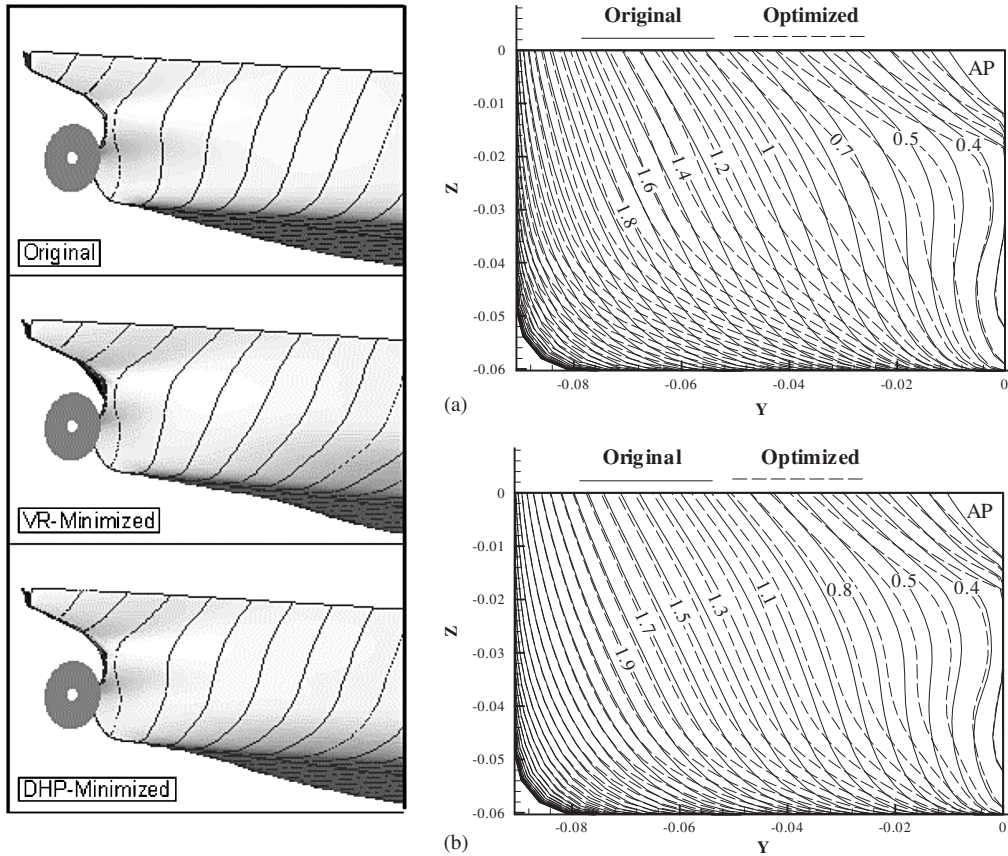 Original
VR-Minimized
DHP-Minimized
Original Optimized
AP
0
-0.01
-0.02
-0.03
-0.04
-0.05
-0.06
Z
1.8 1.6 1.4 1.2 1 0.7 0.5 0.4
-0.08 -0.06 -0.04 -0.02 0
Y
(a)
Original Optimized
AP
0
-0.01
-0.02
-0.03
-0.04
-0.05
-0.06
Z
1.9 1.7 1.5 1.3 1.1 0.8 0.5 0.4
-0.08 -0.06 -0.04 -0.02 0
Y
(b)